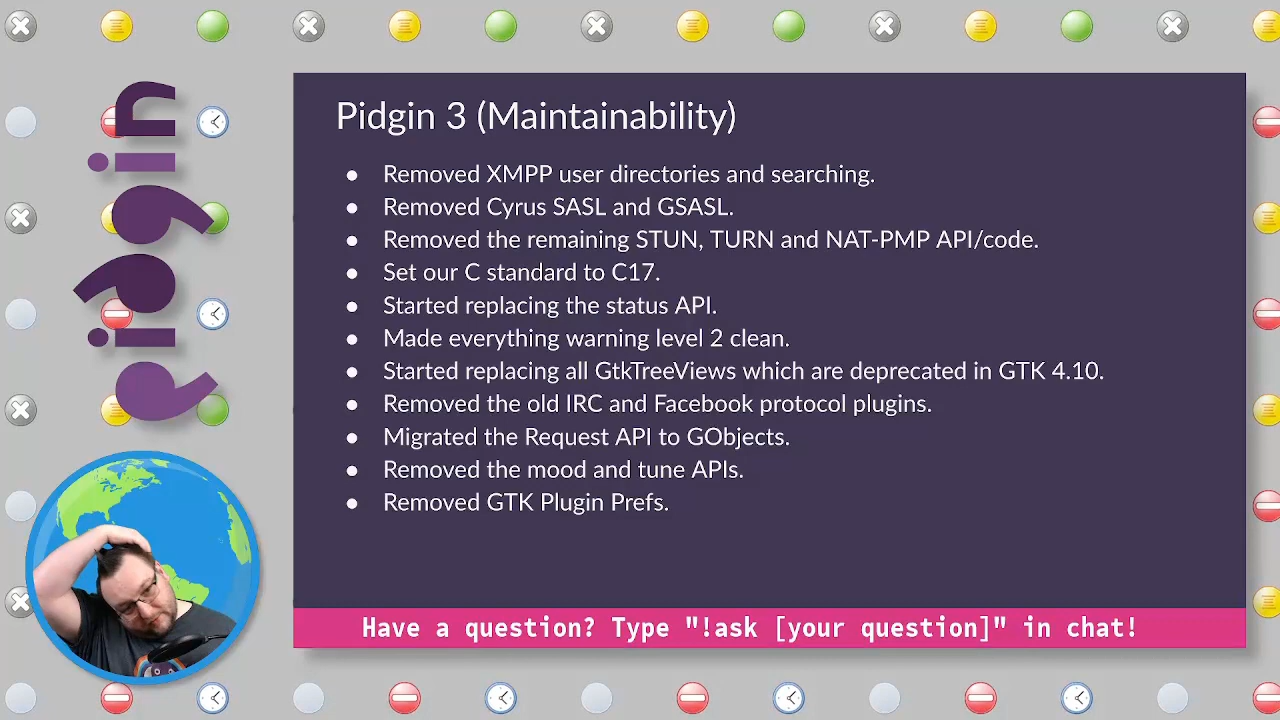 pidgin
Pidgin 3 (Maintainability)
● Removed XMPP user directories and searching.
● Removed Cyrus SASL and GSASL.
● Removed the remaining STUN, TURN and NAT-PMP API/code.
● Set our C standard to C17.
● Started replacing the status API.
● Made everything warning level 2 clean.
● Started replacing all GtkTreeViews which are deprecated in GTK 4.10.
● Removed the old IRC and Facebook protocol plugins.
● Migrated the Request API to GObjects.
● Removed the mood and tune APIs.
● Removed GTK Plugin Prefs.
Have a question? Type "!ask [your question]" in chat!